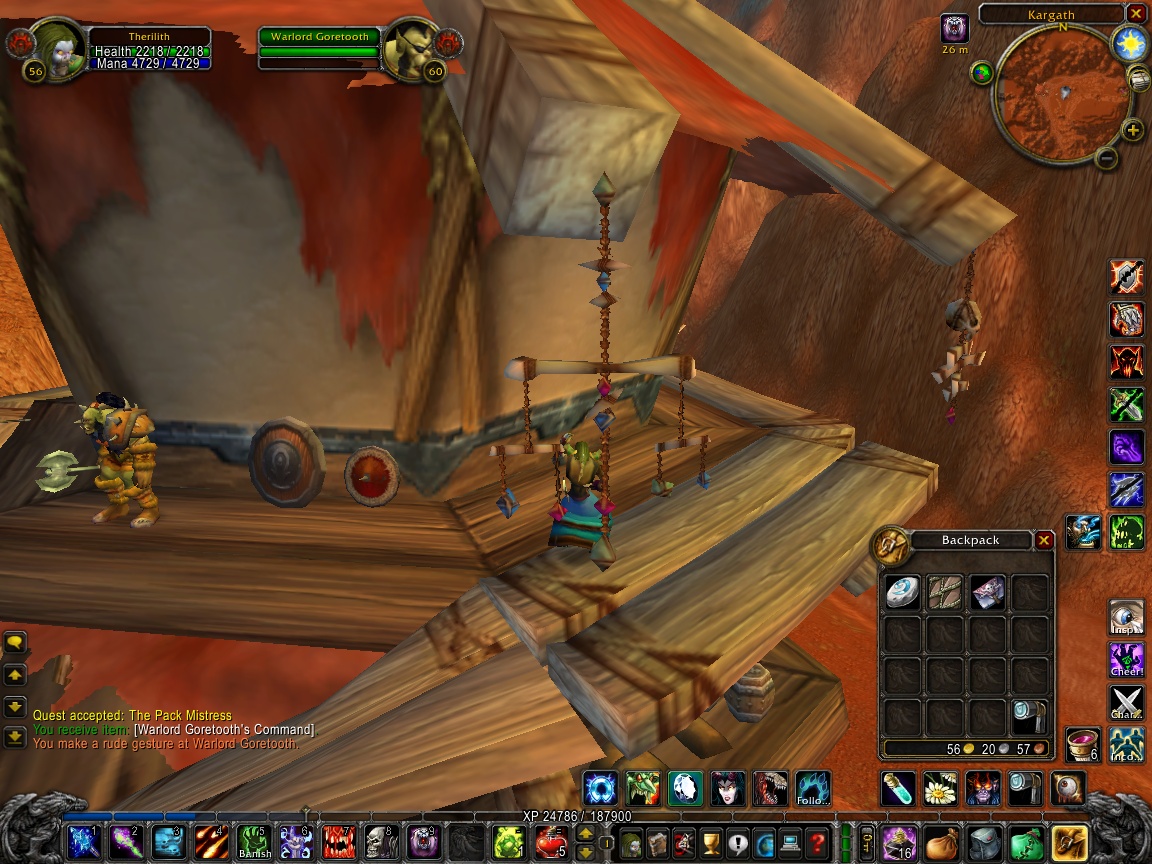 Therilith
Health 2218 / 2218
Mana 4729 / 4729
56
Warlord Goretooth
60
26 m
Kargath
N
Backpack
56 20 57
Insp..
Cheer!
6
Quest accepted: The Pack Mistress
You receive item: [Warlord Goretooth's Command]
You make a rude gesture at Warlord Goretooth.
Follo...
XP 24786 / 187900
1 2 3 4 5 6 7 8 9
Banish
5
1
16